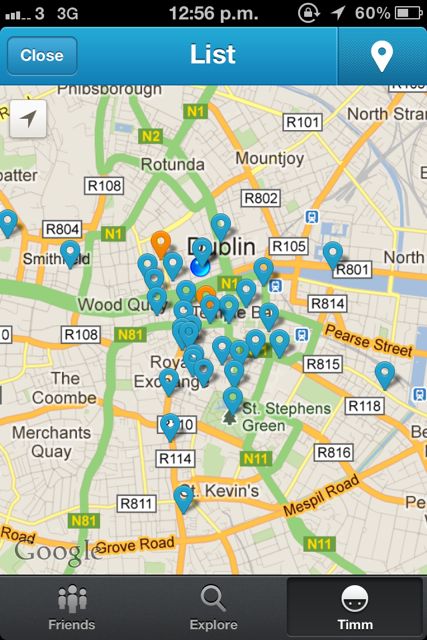 3 3G 12:56 p.m. 60%
Close List
Phibsborough
N1
R101
North Stran
N2
Rotunda
Mountjoy
R108
R802
R804
N1
Dublin
R105
Smithfield
R801
North
N1
Wood Quay
Temple Bar
R814
R108
N81
Pearse Street
Royal
Exchange
R815
The
Coombe
R118
St. Stephens
Green
Merchants
Quay
R114
N11
R816
R811
St. Kevin's
Mespil Road
N81
Road
Grove Road
N11
Google
Friends Explore Timm